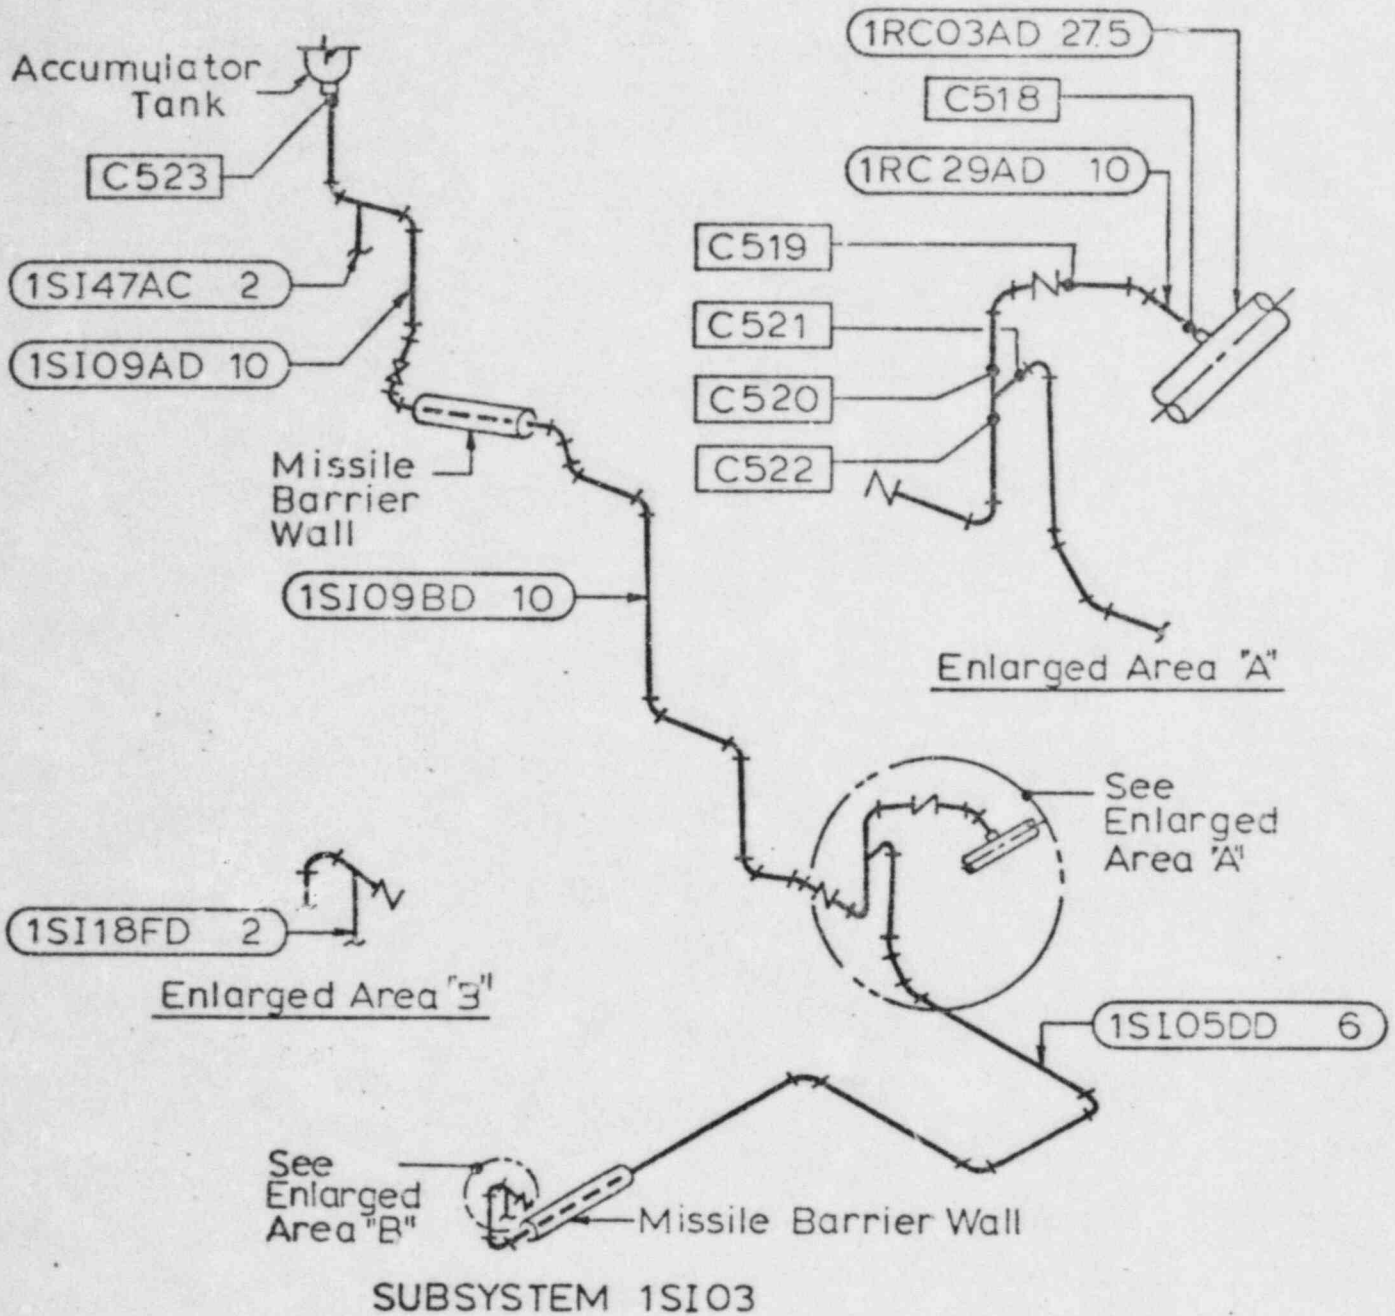 Accumulator
Tank
C523
1SI47AC 2
1SI09AD 10
Missile
Barrier
Wall
1SI09BD 10
1RC03AD 27.5
C518
1RC29AD 10
C519
C521
C520
C522
Enlarged Area "A"
See
Enlarged
Area "A"
1SI18FD 2
Enlarged Area "B"
1SI05DD 6
See
Enlarged
Area "B"
Missile Barrier Wall
SUBSYSTEM 1SI03